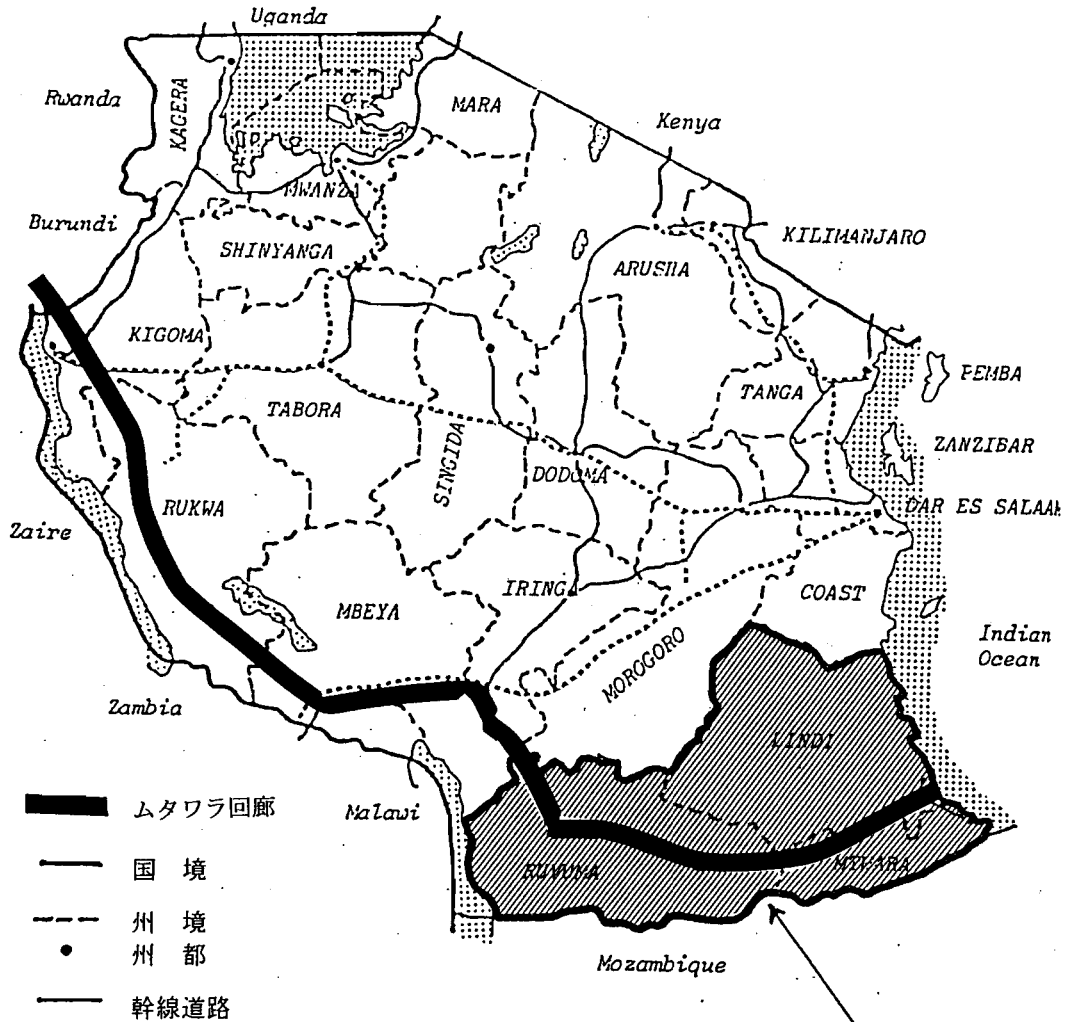 Uganda
Rwanda
KAGERA
MARA
Kenya
MWANZA
Burundi
SHINYANGA
KILIMANJARO
ARUSHA
KIGOMA
PEMBA
TANGA
TABORA
ZANZIBAR
SINGIDA
DODOMA
RUKWA
DAR ES SALAAM
Zaire
IRINGA
COAST
MBEYA
Indian
Ocean
MOROGORO
Zambia
LINDI
Malawi
RUVUMA
MTWARA
Mozambique
ムタワラ回廊
国 境
州 境
州 都
幹線道路